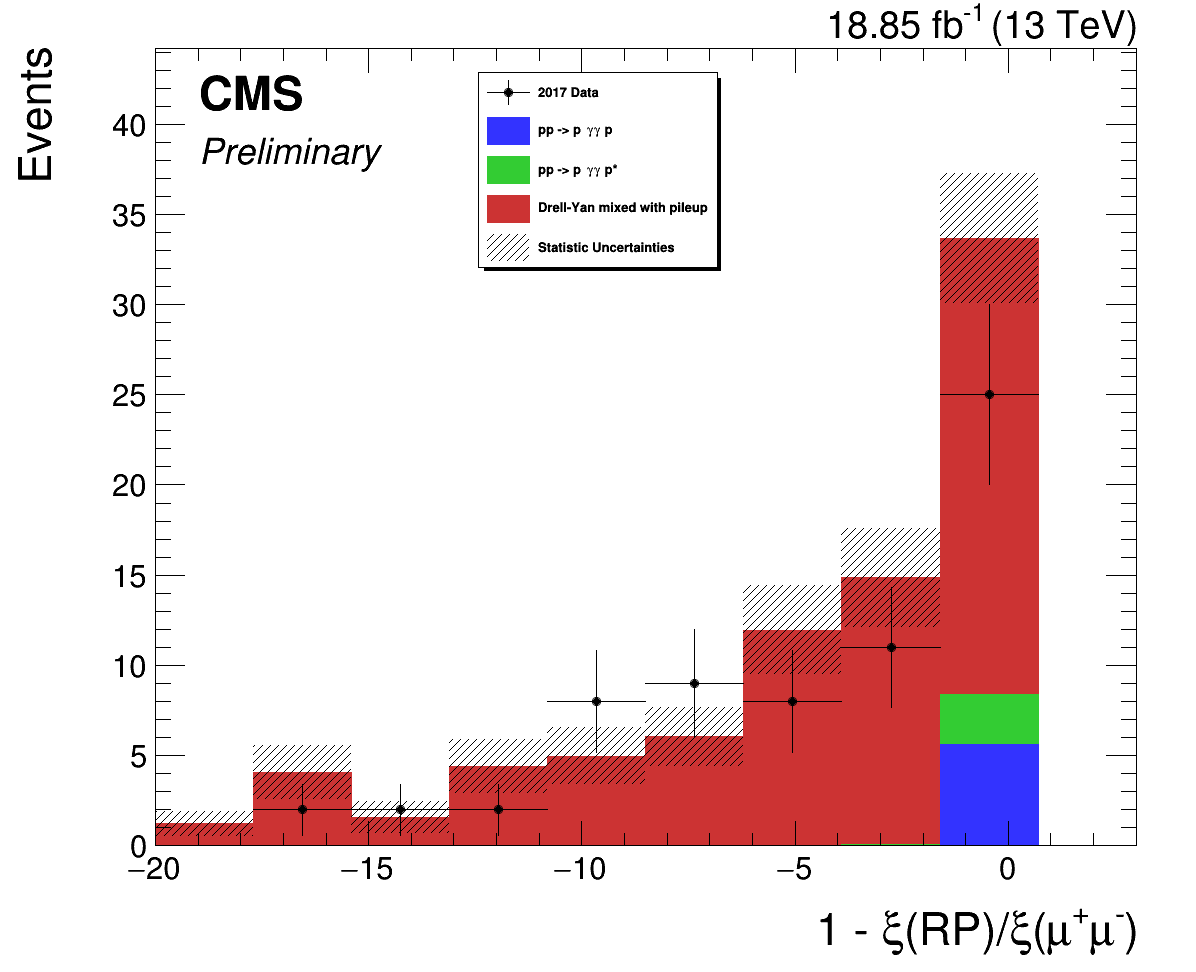 18.85 fb⁻¹ (13 TeV)
Events
CMS
Preliminary
2017 Data
pp -> p γγ p
pp -> p γγ p*
Drell-Yan mixed with pileup
Statistic Uncertainties
40
35
30
25
20
15
10
5
0
−20
−15
−10
−5
0
1 - ξ(RP)/ξ(μ⁺μ⁻)